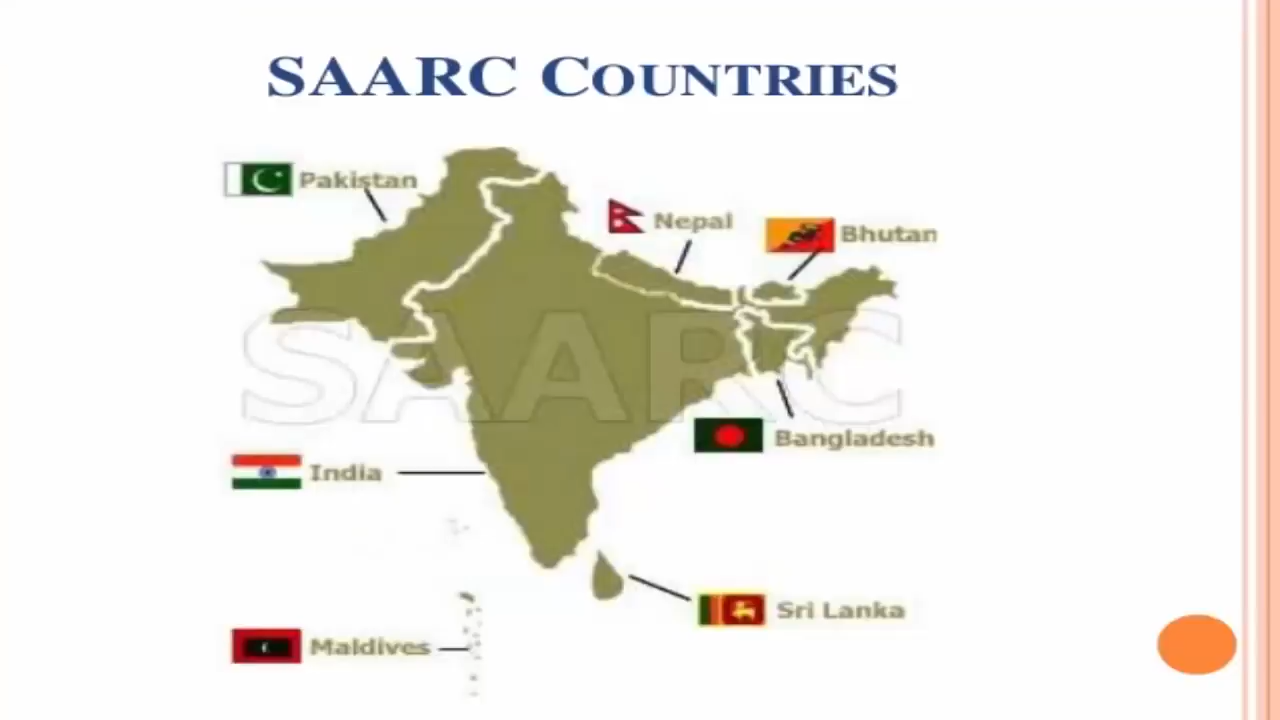 SAARC COUNTRIES
Pakistan
Nepal
Bhutan
SAARC
Bangladesh
India
Sri Lanka
Maldives